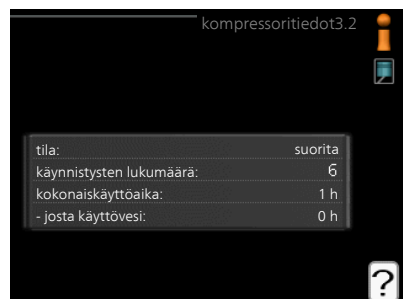 kompressoritiedot3.2
tila: suorita
käynnistysten lukumäärä: 6
kokonaiskäyttöaika: 1 h
- josta käyttövesi: 0 h
?